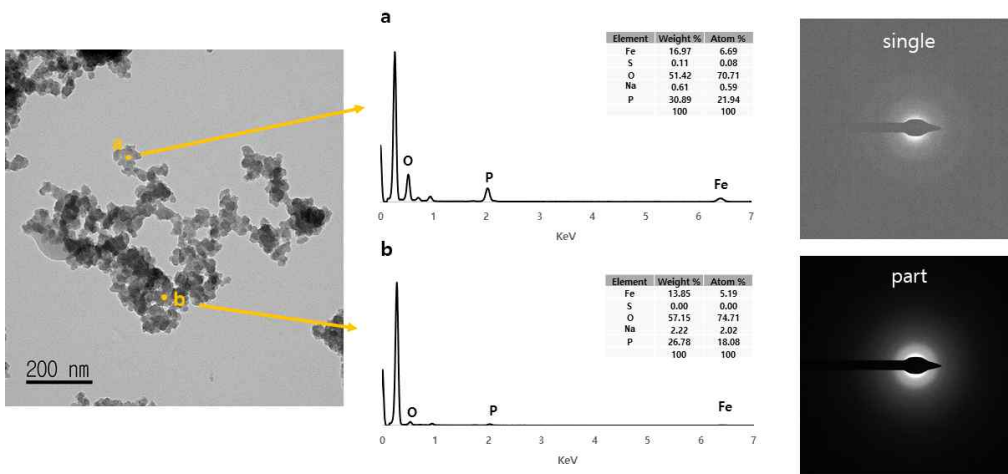 a
200 nm
a
b
Element Weight % Atom %
Fe 16.97 6.69
S 0.11 0.08
O 51.42 70.71
Na 0.61 0.59
P 30.89 21.94
100 100
O
P
Fe
0 1 2 3 4 5 6 7
KeV
b
Element Weight % Atom %
Fe 13.85 5.19
S 0.00 0.00
O 57.15 74.71
Na 2.22 2.02
P 26.78 18.08
100 100
O
P
Fe
0 1 2 3 4 5 6 7
KeV
single
part